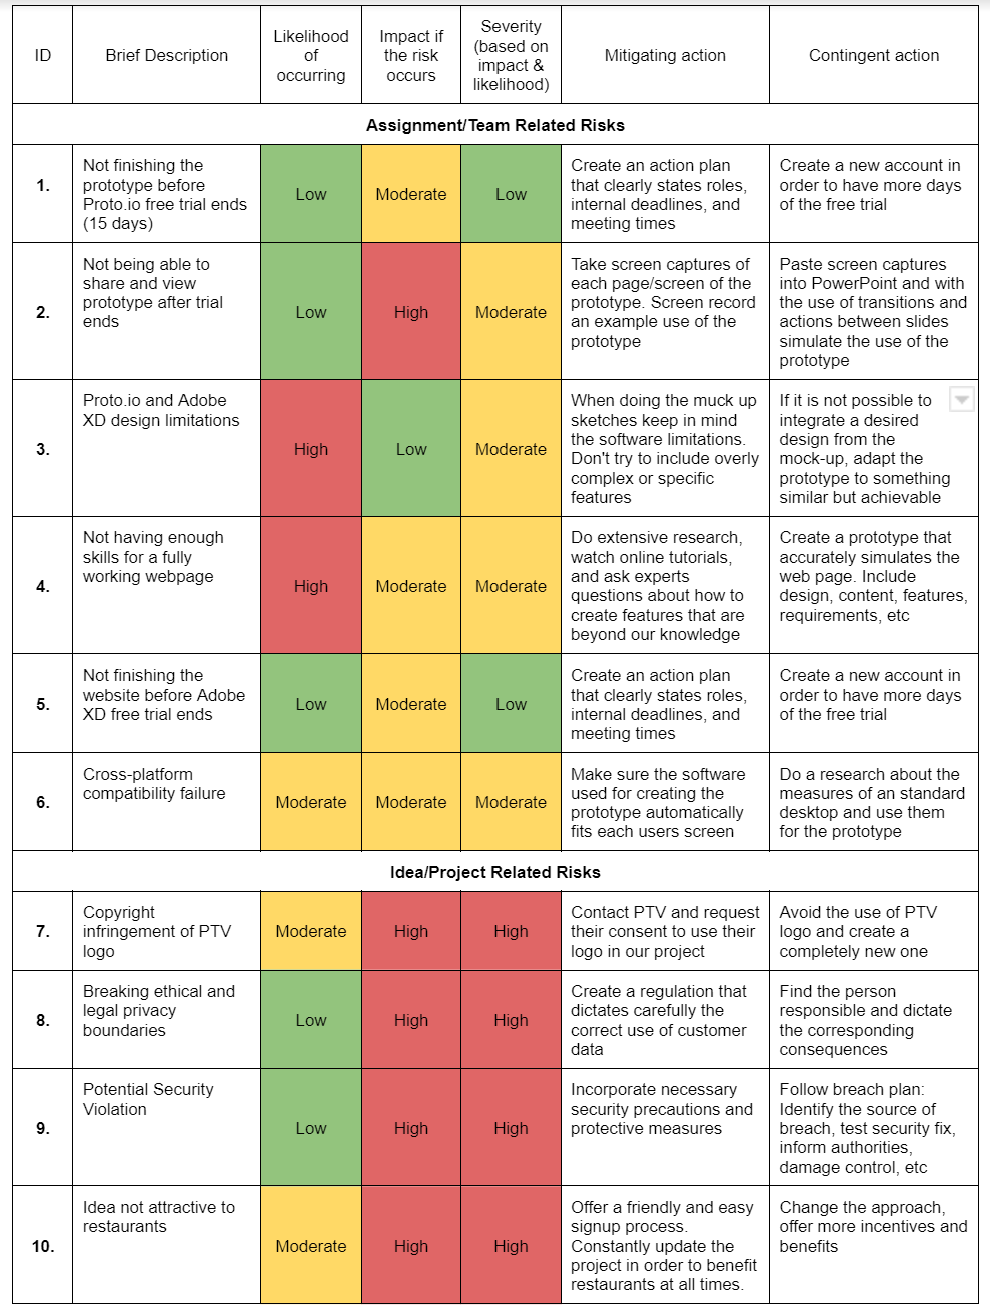 ID
Brief Description
Likelihood
of
occurring
Impact if
the risk
occurs
Severity
(based on
impact &
likelihood)
Mitigating action
Contingent action
Assignment/Team Related Risks
1.
Not finishing the
prototype before
Proto.io free trial ends
(15 days)
Low
Moderate
Low
Create an action plan
that clearly states roles,
internal deadlines, and
meeting times
Create a new account in
order to have more days
of the free trial
2.
Not being able to
share and view
prototype after trial
ends
Low
High
Moderate
Take screen captures of
each page/screen of the
prototype. Screen record
an example use of the
prototype
Paste screen captures
into PowerPoint and with
the use of transitions and
actions between slides
simulate the use of the
prototype
3.
Proto.io and Adobe
XD design limitations
High
Low
Moderate
When doing the muck up
sketches keep in mind
the software limitations.
Don't try to include overly
complex or specific
features
If it is not possible to
integrate a desired
design from the
mock-up, adapt the
prototype to something
similar but achievable
4.
Not having enough
skills for a fully
working webpage
High
Moderate
Moderate
Do extensive research,
watch online tutorials,
and ask experts
questions about how to
create features that are
beyond our knowledge
Create a prototype that
accurately simulates the
web page. Include
design, content, features,
requirements, etc
5.
Not finishing the
website before Adobe
XD free trial ends
Low
Moderate
Low
Create an action plan
that clearly states roles,
internal deadlines, and
meeting times
Create a new account in
order to have more days
of the free trial
6.
Cross-platform
compatibility failure
Moderate
Moderate
Moderate
Make sure the software
used for creating the
prototype automatically
fits each users screen
Do a research about the
measures of an standard
desktop and use them
for the prototype
Idea/Project Related Risks
7.
Copyright
infringement of PTV
logo
Moderate
High
High
Contact PTV and request
their consent to use their
logo in our project
Avoid the use of PTV
logo and create a
completely new one
8.
Breaking ethical and
legal privacy
boundaries
Low
High
High
Create a regulation that
dictates carefully the
correct use of customer
data
Find the person
responsible and dictate
the corresponding
consequences
9.
Potential Security
Violation
Low
High
High
Incorporate necessary
security precautions and
protective measures
Follow breach plan:
Identify the source of
breach, test security fix,
inform authorities,
damage control, etc
10.
Idea not attractive to
restaurants
Moderate
High
High
Offer a friendly and easy
signup process.
Constantly update the
project in order to benefit
restaurants at all times.
Change the approach,
offer more incentives and
benefits